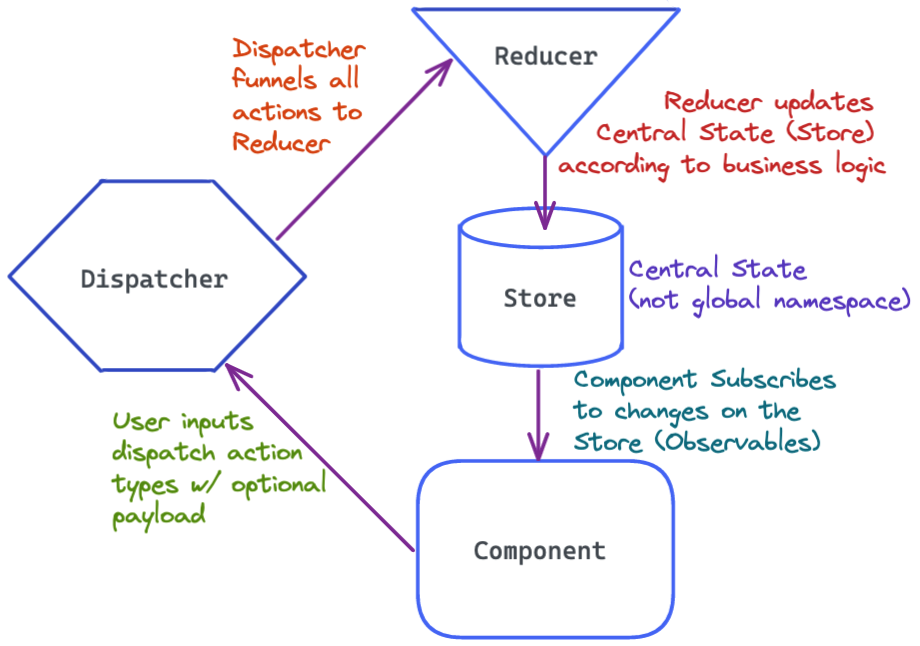 Dispatcher
funnels all
actions to
Reducer
Reducer
Reducer updates
Central State (Store)
according to business logic
Dispatcher
Store
Central State
(not global namespace)
Component Subscribes
to changes on the
Store (Observables)
User inputs
dispatch action
types w/ optional
payload
Component